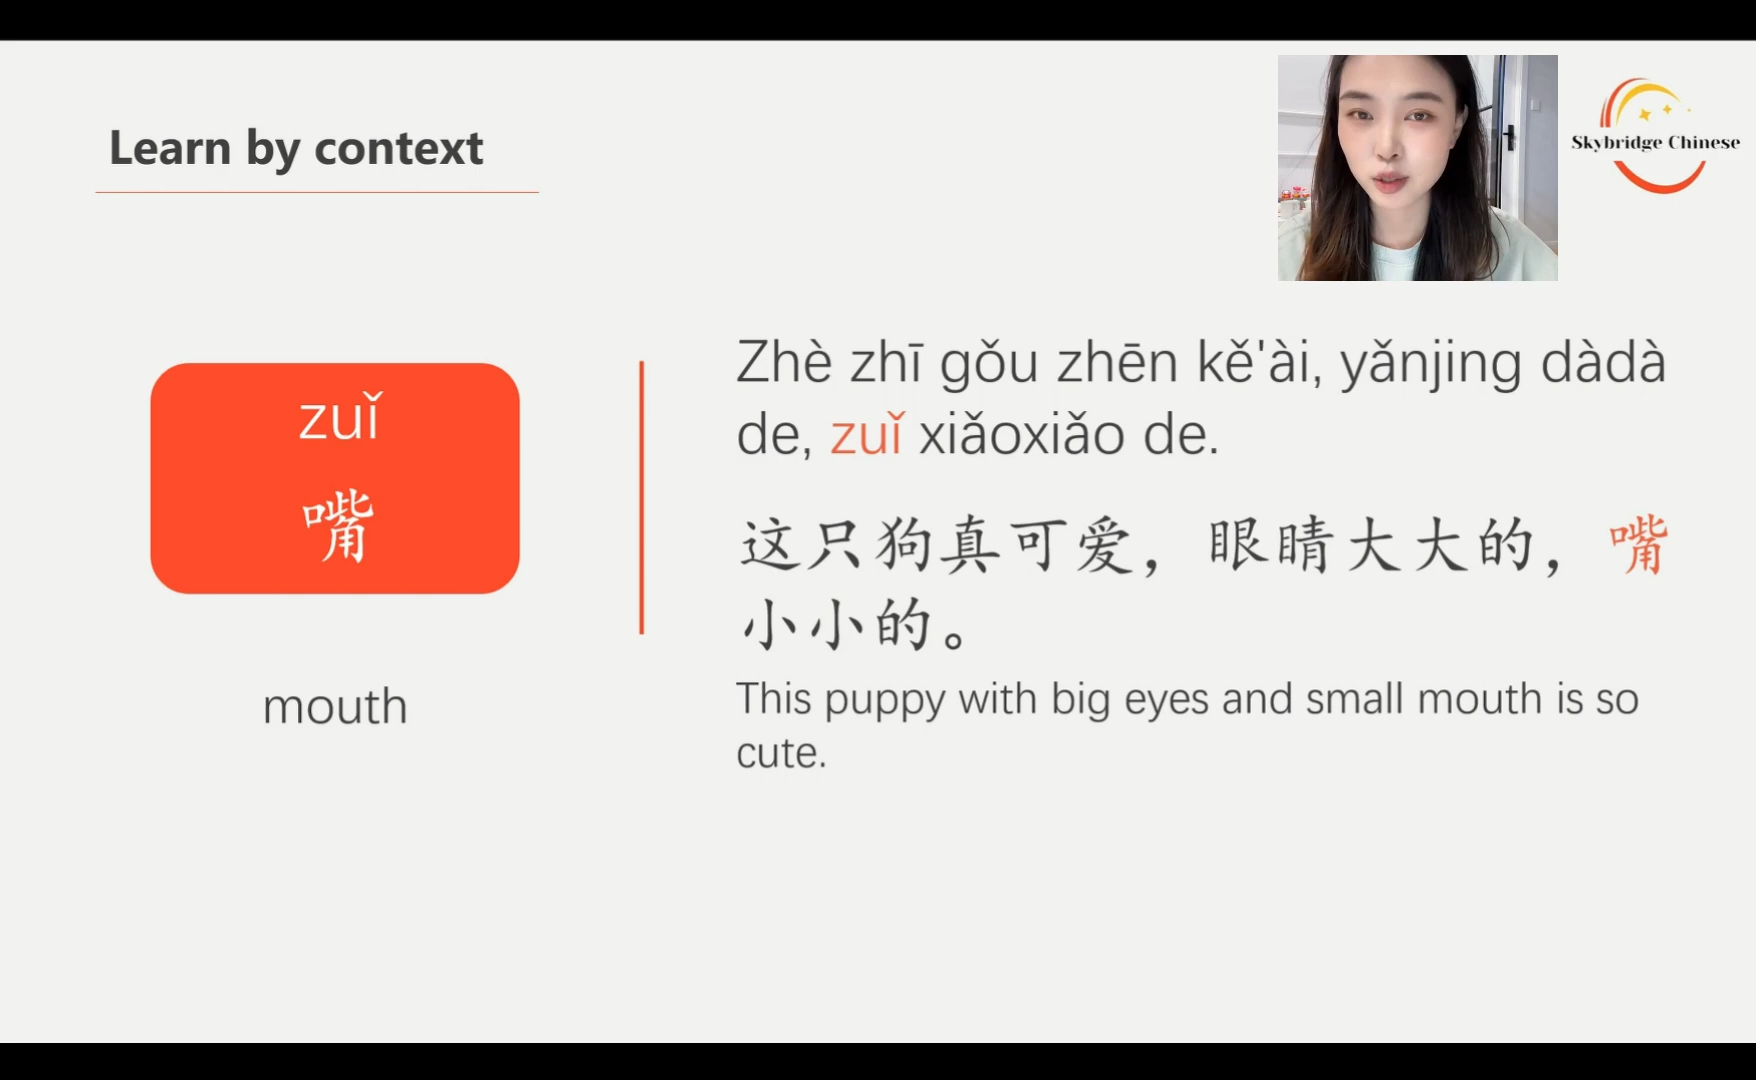 Learn by context
Skybridge Chinese
zuǐ
嘴
mouth
Zhè zhī gǒu zhēn kě'ài, yǎnjing dàdà
de, zuǐ xiǎoxiǎo de.
这只狗真可爱，眼睛大大的，嘴
小小的。
This puppy with big eyes and small mouth is so
cute.